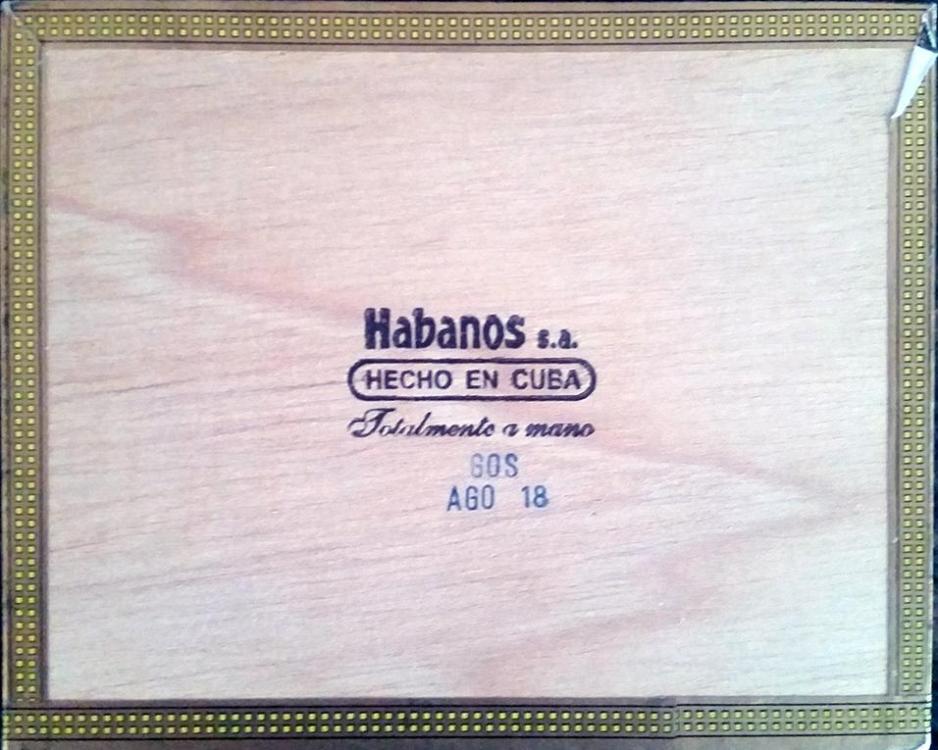 Habanos s.a.
HECHO EN CUBA
Totalmente a mano
GOS
AGO 18